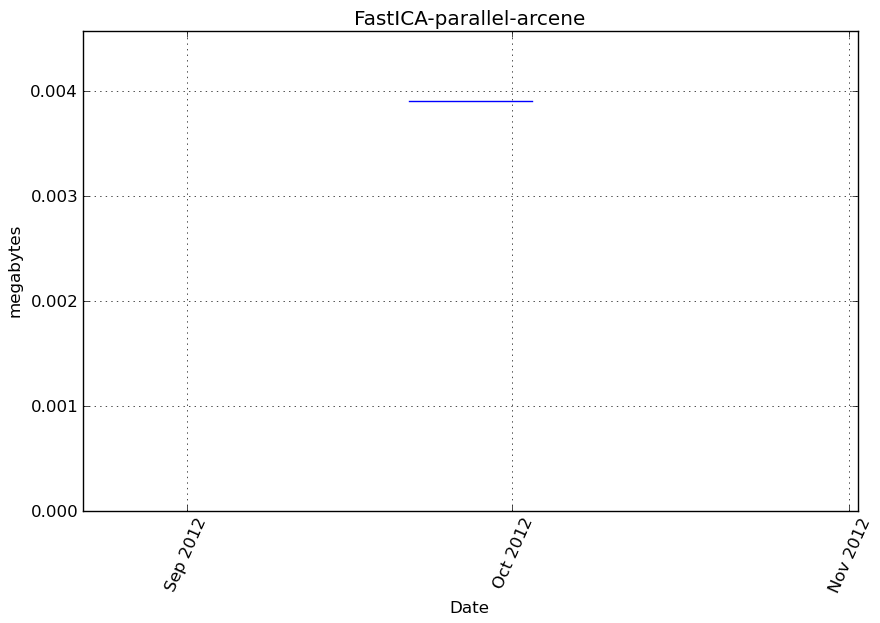 FastICA-parallel-arcene
0.004
0.003
0.002
0.001
0.000
megabytes
Sep 2012
Oct 2012
Nov 2012
Date